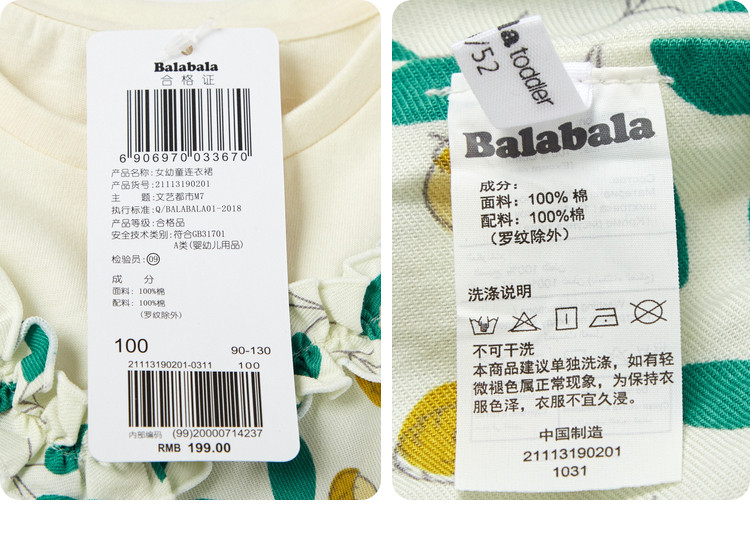 Balabala
合格证
6 906970 033670
产品名称:女幼童连衣裙
产品货号:21113190201
主 题:文艺都市M7
执行标准:Q/BALABALA01-2018
产品等级:合格品
安全技术类别:符合GB31701
A类(婴幼儿用品)
检验员:09
成 分
面料: 100%棉
配料: 100%棉
(罗纹除外)
100 90-130
21113190201-0311 100
内部编码 (99)20000714237
RMB 199.00
toddler
/52
Balabala
成分:
面料: 100% 棉
配料: 100%棉
(罗纹除外)
洗涤说明
不可干洗
本商品建议单独洗涤，如有轻
微褪色属正常现象，为保持衣
服色泽，衣服不宜久浸。
中国制造
21113190201
1031